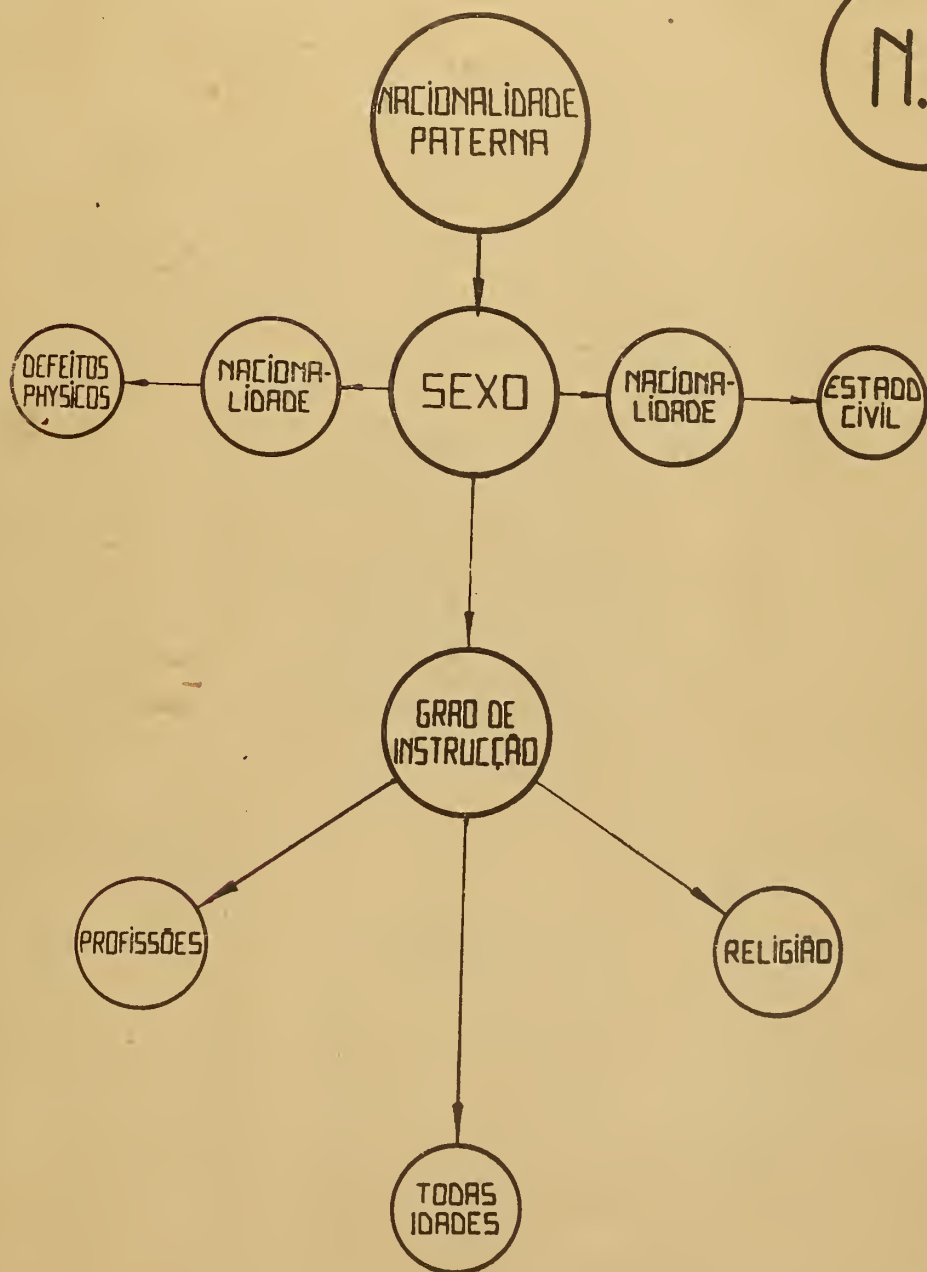 N.
NACIONALIDADE
PATERNA
DEFEITOS
PHYSICOS
NACIONA-
LIDADE
SEXO
NACIONA-
LIDADE
ESTADO
CIVIL
GRAO DE
INSTRUCÇÃO
PROFISSÕES
RELIGIÃO
TODAS
IDADES